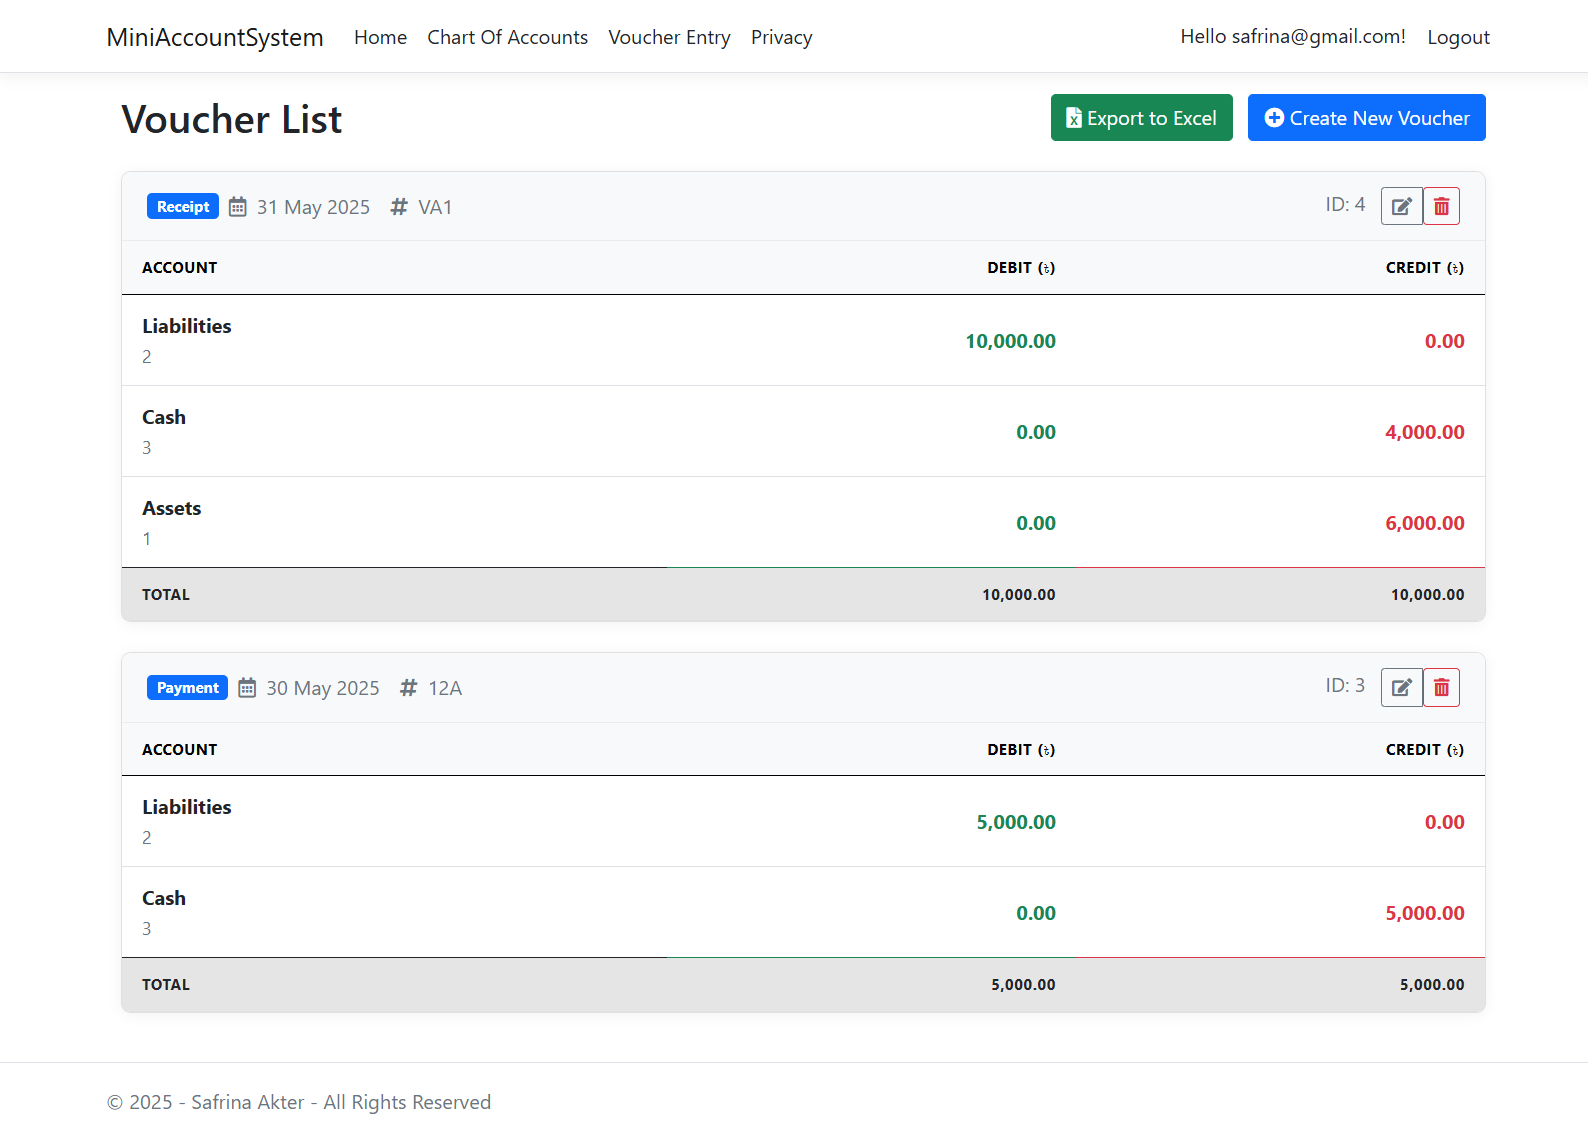 MiniAccountSystem Home Chart Of Accounts Voucher Entry Privacy Hello safrina@gmail.com! Logout
Voucher List Export to Excel Create New Voucher
Receipt 31 May 2025 # VA1 ID: 4
ACCOUNT DEBIT (৳) CREDIT (৳)
Liabilities
2 10,000.00 0.00
Cash
3 0.00 4,000.00
Assets
1 0.00 6,000.00
TOTAL 10,000.00 10,000.00
Payment 30 May 2025 # 12A ID: 3
ACCOUNT DEBIT (৳) CREDIT (৳)
Liabilities
2 5,000.00 0.00
Cash
3 0.00 5,000.00
TOTAL 5,000.00 5,000.00
© 2025 - Safrina Akter - All Rights Reserved